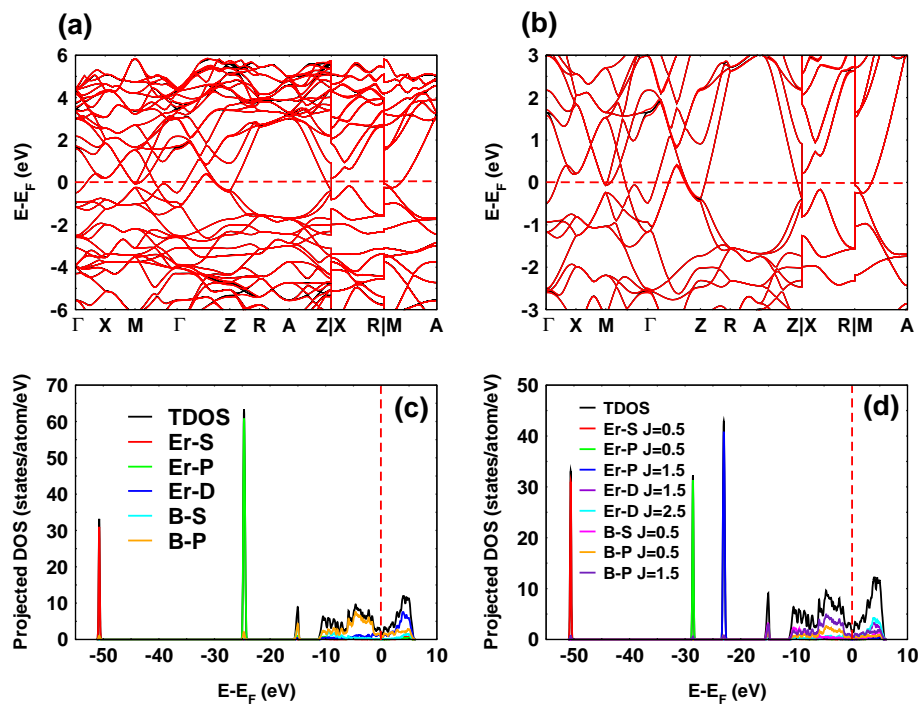 (a)
E-E_F (eV)
6
4
2
0
-2
-4
-6
Γ X M Γ Z R A Z|X R|M A
(b)
E-E_F (eV)
3
2
1
0
-1
-2
-3
Γ X M Γ Z R A Z|X R|M A
(c)
Projected DOS (states/atom/eV)
70
60
50
40
30
20
10
0
TDOS
Er-S
Er-P
Er-D
B-S
B-P
-50 -40 -30 -20 -10 0 10
E-E_F (eV)
(d)
Projected DOS (states/atom/eV)
50
40
30
20
10
0
TDOS
Er-S J=0.5
Er-P J=0.5
Er-P J=1.5
Er-D J=1.5
Er-D J=2.5
B-S J=0.5
B-P J=0.5
B-P J=1.5
-50 -40 -30 -20 -10 0 10
E-E_F (eV)